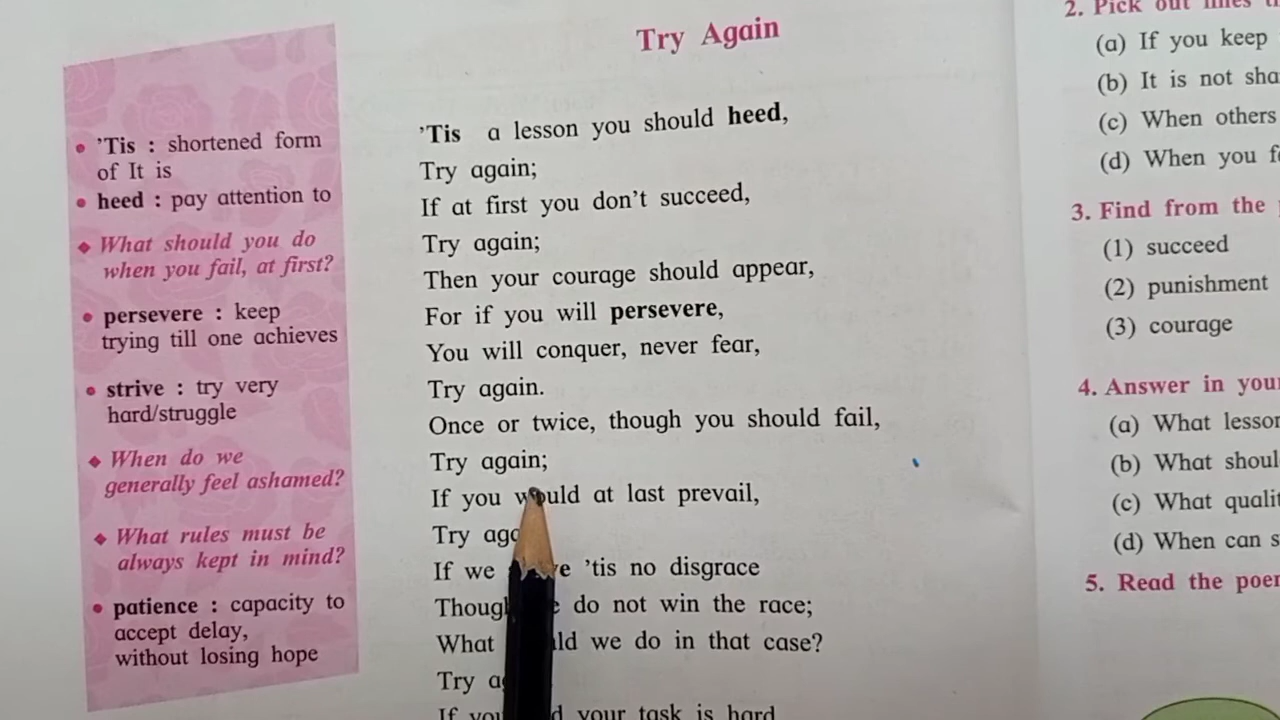 Try Again
• 'Tis : shortened form
of It is
• heed : pay attention to
◆ What should you do
when you fail, at first?
• persevere : keep
trying till one achieves
• strive : try very
hard/struggle
◆ When do we
generally feel ashamed?
◆ What rules must be
always kept in mind?
• patience : capacity to
accept delay,
without losing hope
'Tis a lesson you should heed,
Try again;
If at first you don't succeed,
Try again;
Then your courage should appear,
For if you will persevere,
You will conquer, never fear,
Try again.
Once or twice, though you should fail,
Try again;
If you would at last prevail,
Try
If we 'tis no disgrace
do not win the race;
What we do in that case?
Try
If your task is hard
2. Pick out lines
(a) If you keep
(b) It is not
(c) When others
(d) When you
3. Find from the
(1) succeed
(2) punishment
(3) courage
4. Answer in
(a) What
(b) What
(c) What
(d) When can
5. Read the